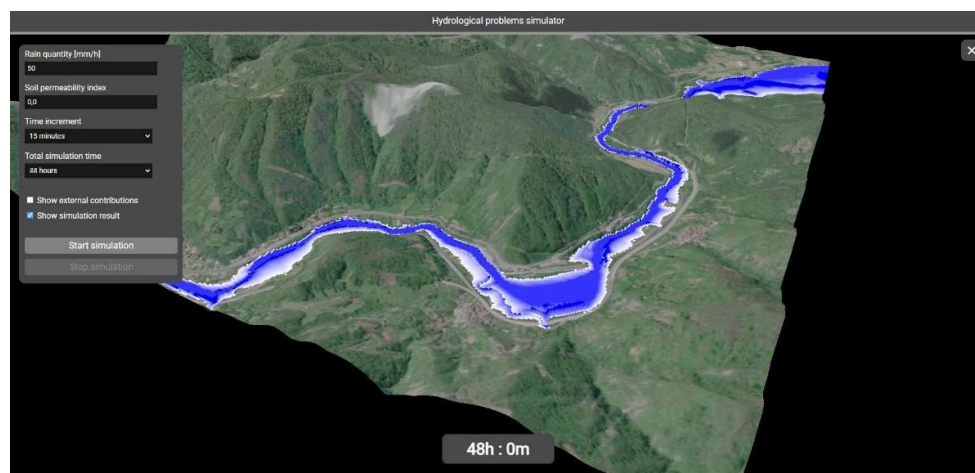 Hydrological problems simulator
Rain quantity [mm/h]
50
Soil permeability index
0,0
Time increment
15 minutes
Total simulation time
hours
Show external contributions
Show simulation result
Start simulation
Stop simulation
48h : 0m